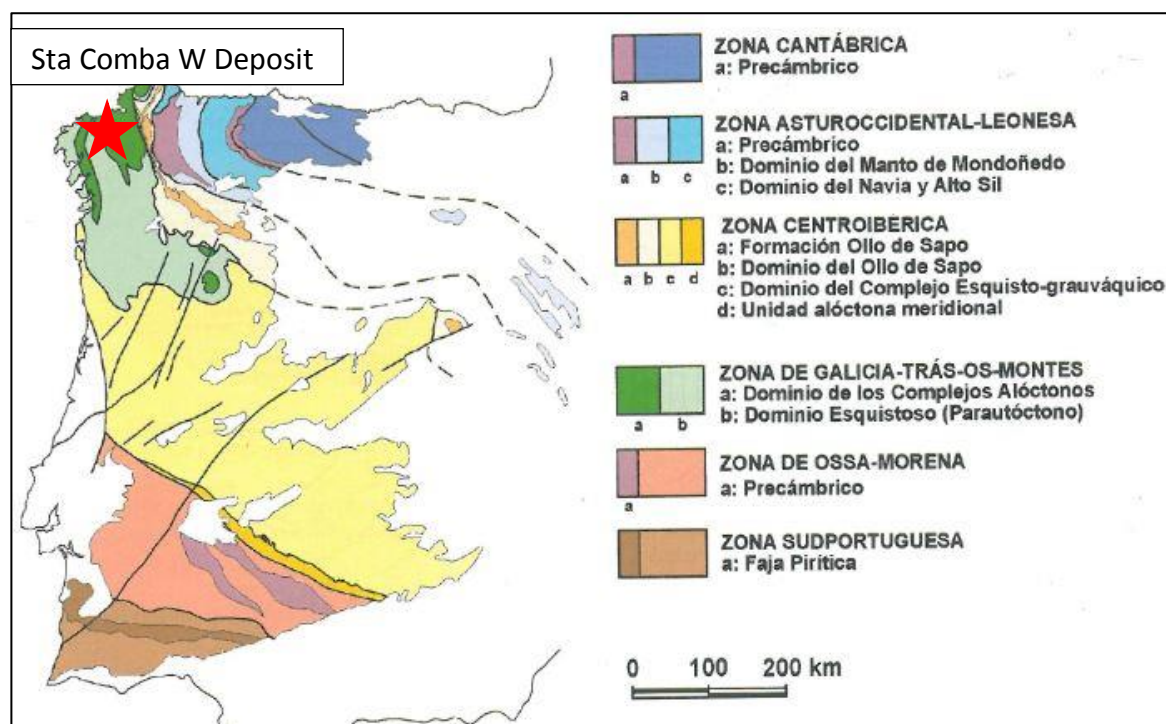 Sta Comba W Deposit
ZONA CANTÁBRICA
a: Precámbrico
a
ZONA ASTUROCCIDENTAL-LEONESA
a: Precámbrico
b: Dominio del Manto de Mondoñedo
c: Dominio del Navia y Alto Sil
a b c
ZONA CENTROIBÉRICA
a: Formación Ollo de Sapo
b: Dominio del Ollo de Sapo
c: Dominio del Complejo Esquisto-grauváquico
d: Unidad alóctona meridional
a b c d
ZONA DE GALICIA-TRÁS-OS-MONTES
a: Dominio de los Complejos Alóctonos
b: Dominio Esquistoso (Parautóctono)
a b
ZONA DE OSSA-MORENA
a: Precámbrico
a
ZONA SUDPORTUGUESA
a: Faja Pirítica
0 100 200 km